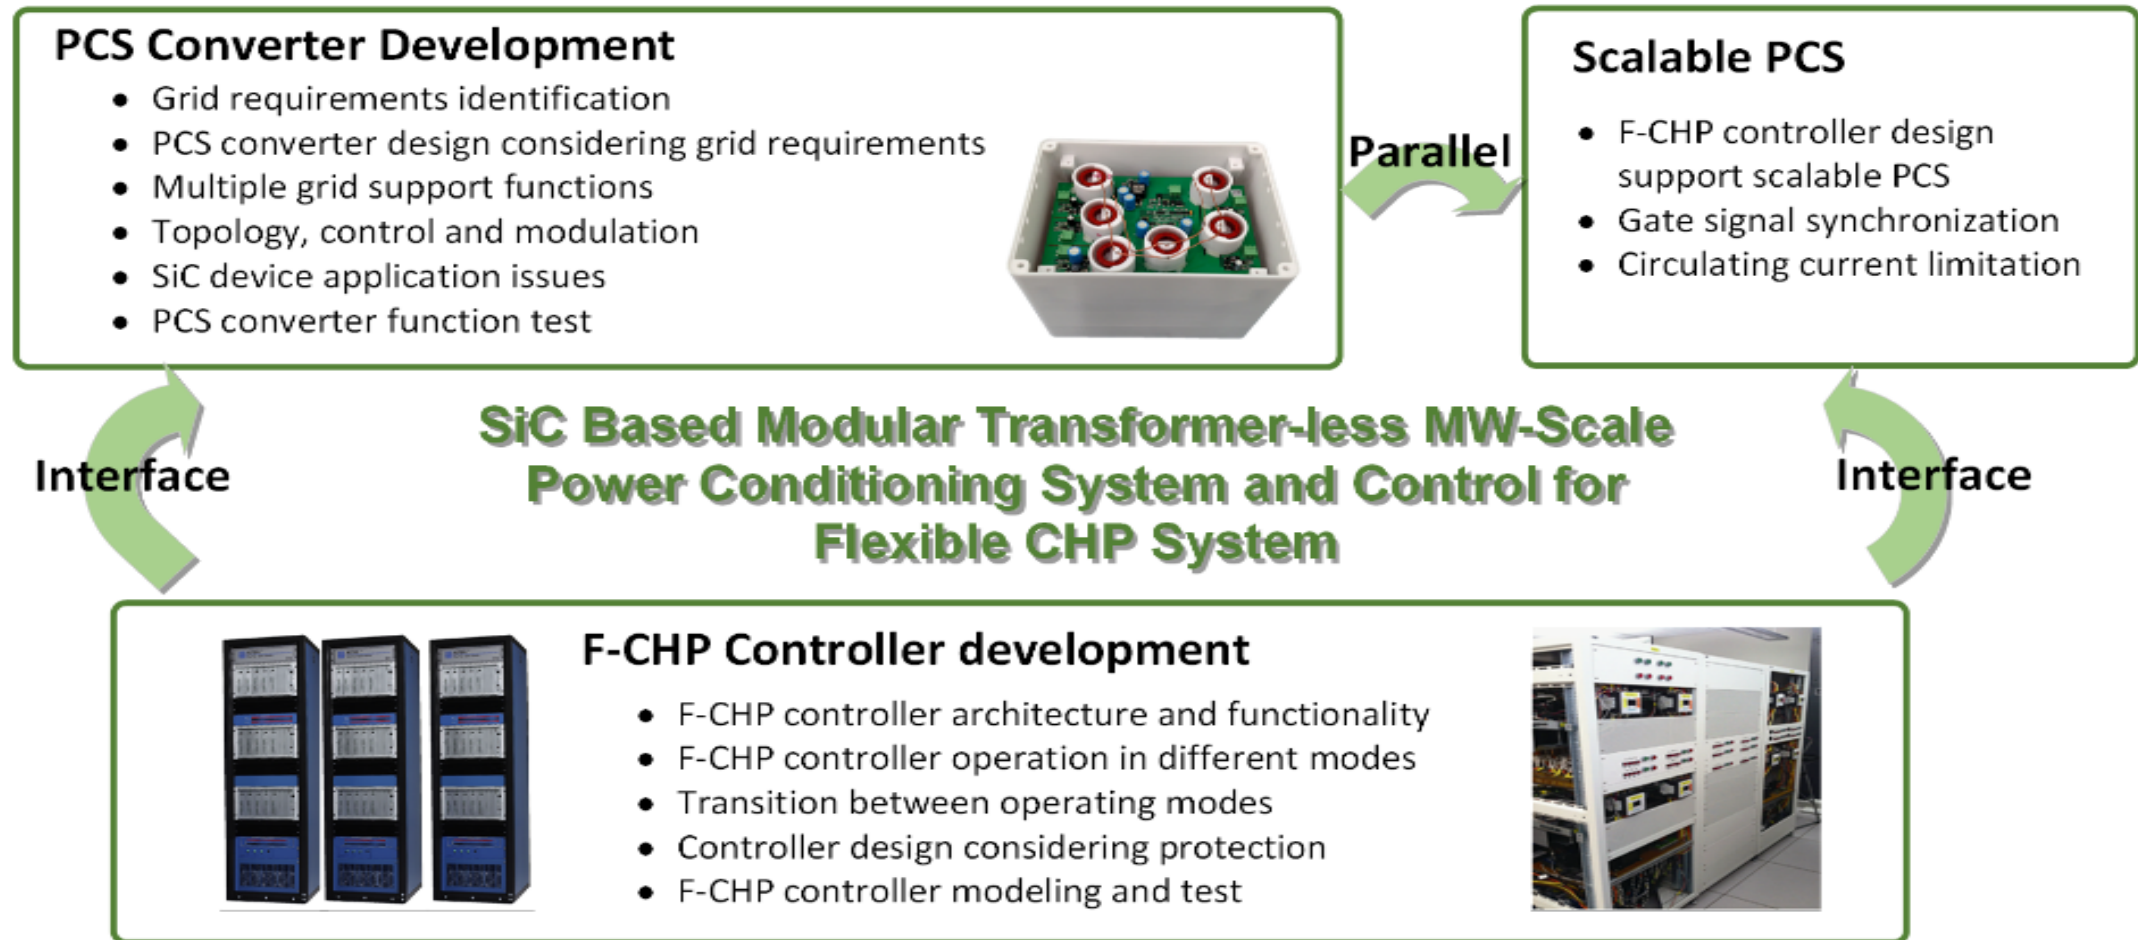 PCS Converter Development
• Grid requirements identification
• PCS converter design considering grid requirements
• Multiple grid support functions
• Topology, control and modulation
• SiC device application issues
• PCS converter function test
Parallel
Scalable PCS
• F-CHP controller design
support scalable PCS
• Gate signal synchronization
• Circulating current limitation
Interface
SiC Based Modular Transformer-less MW-Scale
Power Conditioning System and Control for
Flexible CHP System
Interface
F-CHP Controller development
• F-CHP controller architecture and functionality
• F-CHP controller operation in different modes
• Transition between operating modes
• Controller design considering protection
• F-CHP controller modeling and test